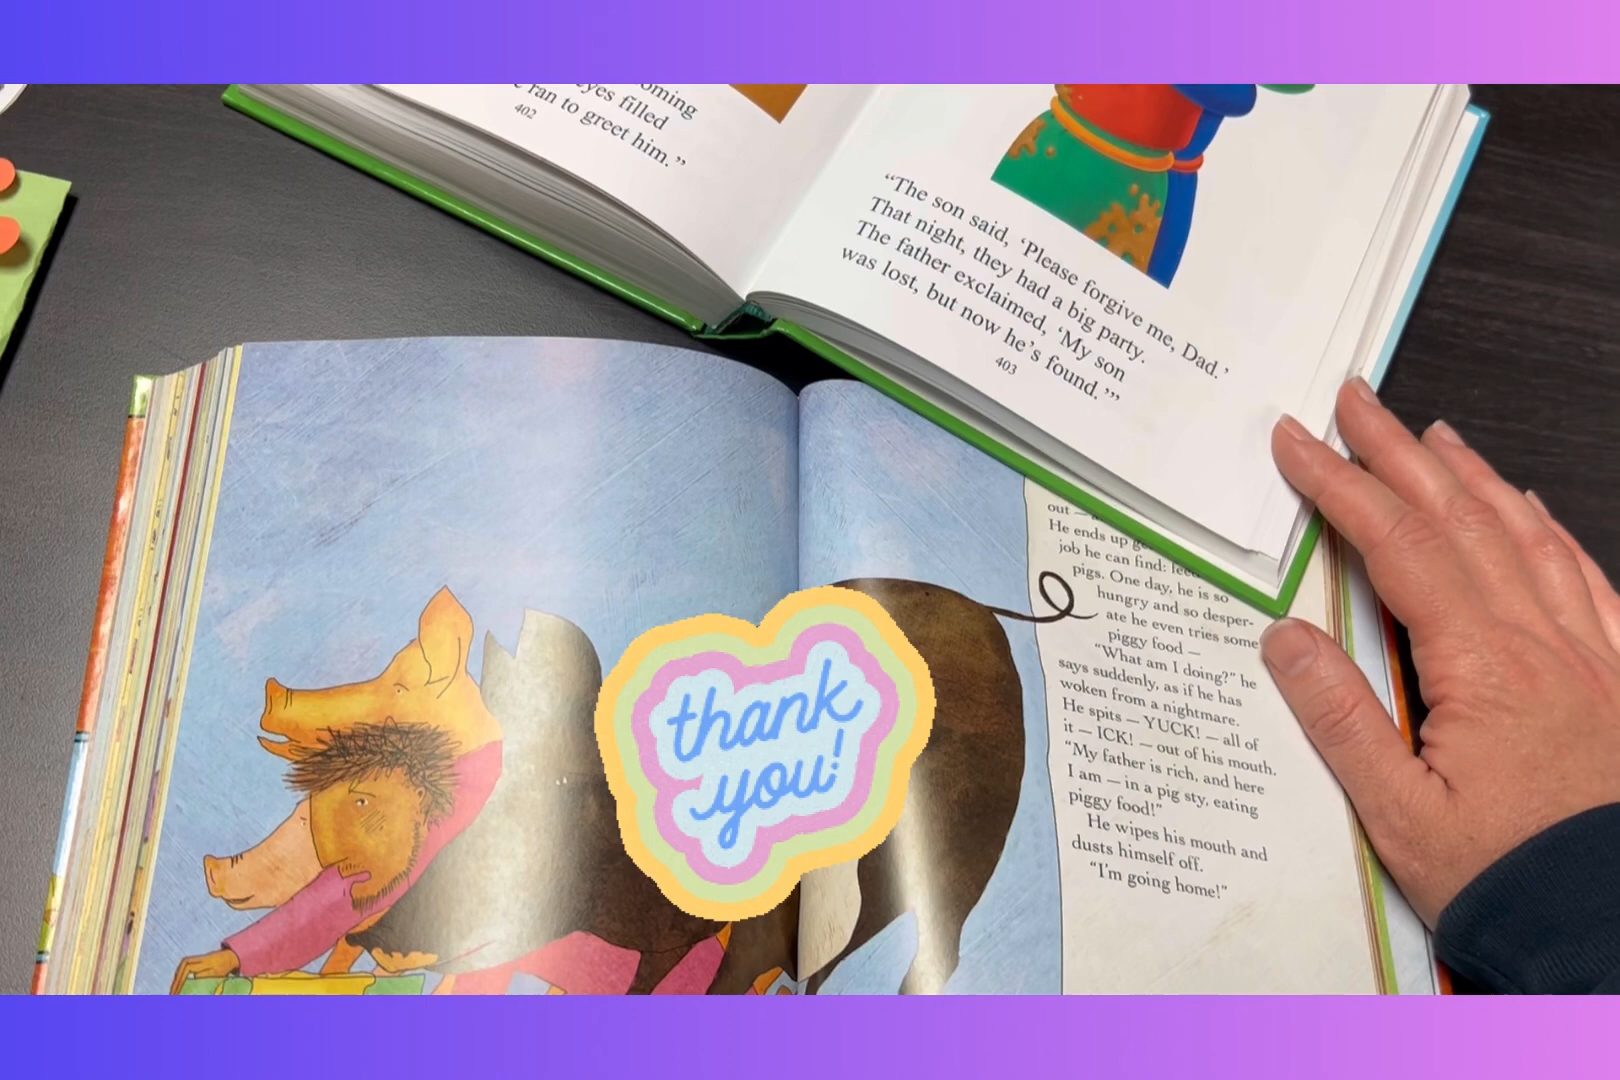 oming
eyes filled
e ran to greet him.”
402
“The son said, ‘Please forgive me, Dad.’
That night, they had a big party.
The father exclaimed, ‘My son
was lost, but now he’s found.’”
403
out —
He ends up
job he can find: feed
pigs. One day, he is so
hungry and so desper-
ate he even tries some
piggy food —
“What am I doing?” he
says suddenly, as if he has
woken from a nightmare.
He spits — YUCK! — all of
it — ICK! — out of his mouth.
“My father is rich, and here
I am — in a pig sty, eating
piggy food!”
He wipes his mouth and
dusts himself off.
“I’m going home!”
thank
you!